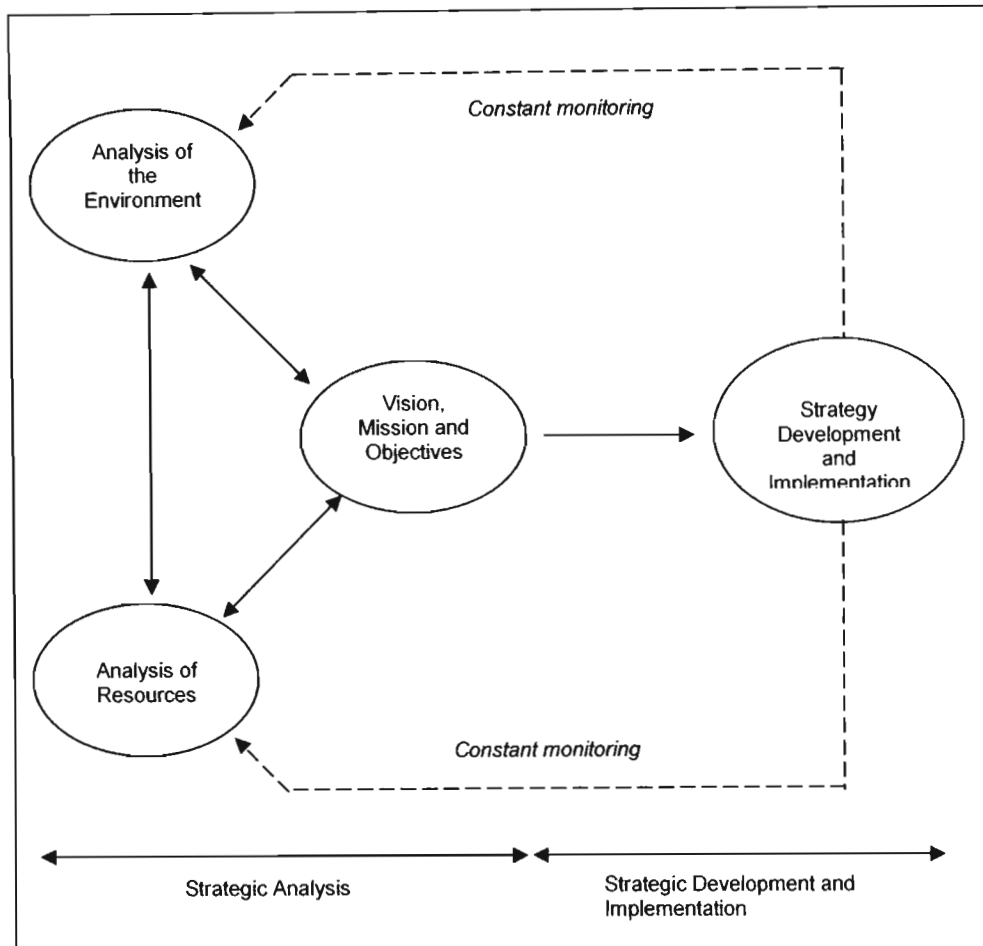 Constant monitoring
Analysis of
the
Environment
Vision,
Mission and
Objectives
Strategy
Development
and
Implementation
Analysis of
Resources
Constant monitoring
Strategic Analysis
Strategic Development and
Implementation